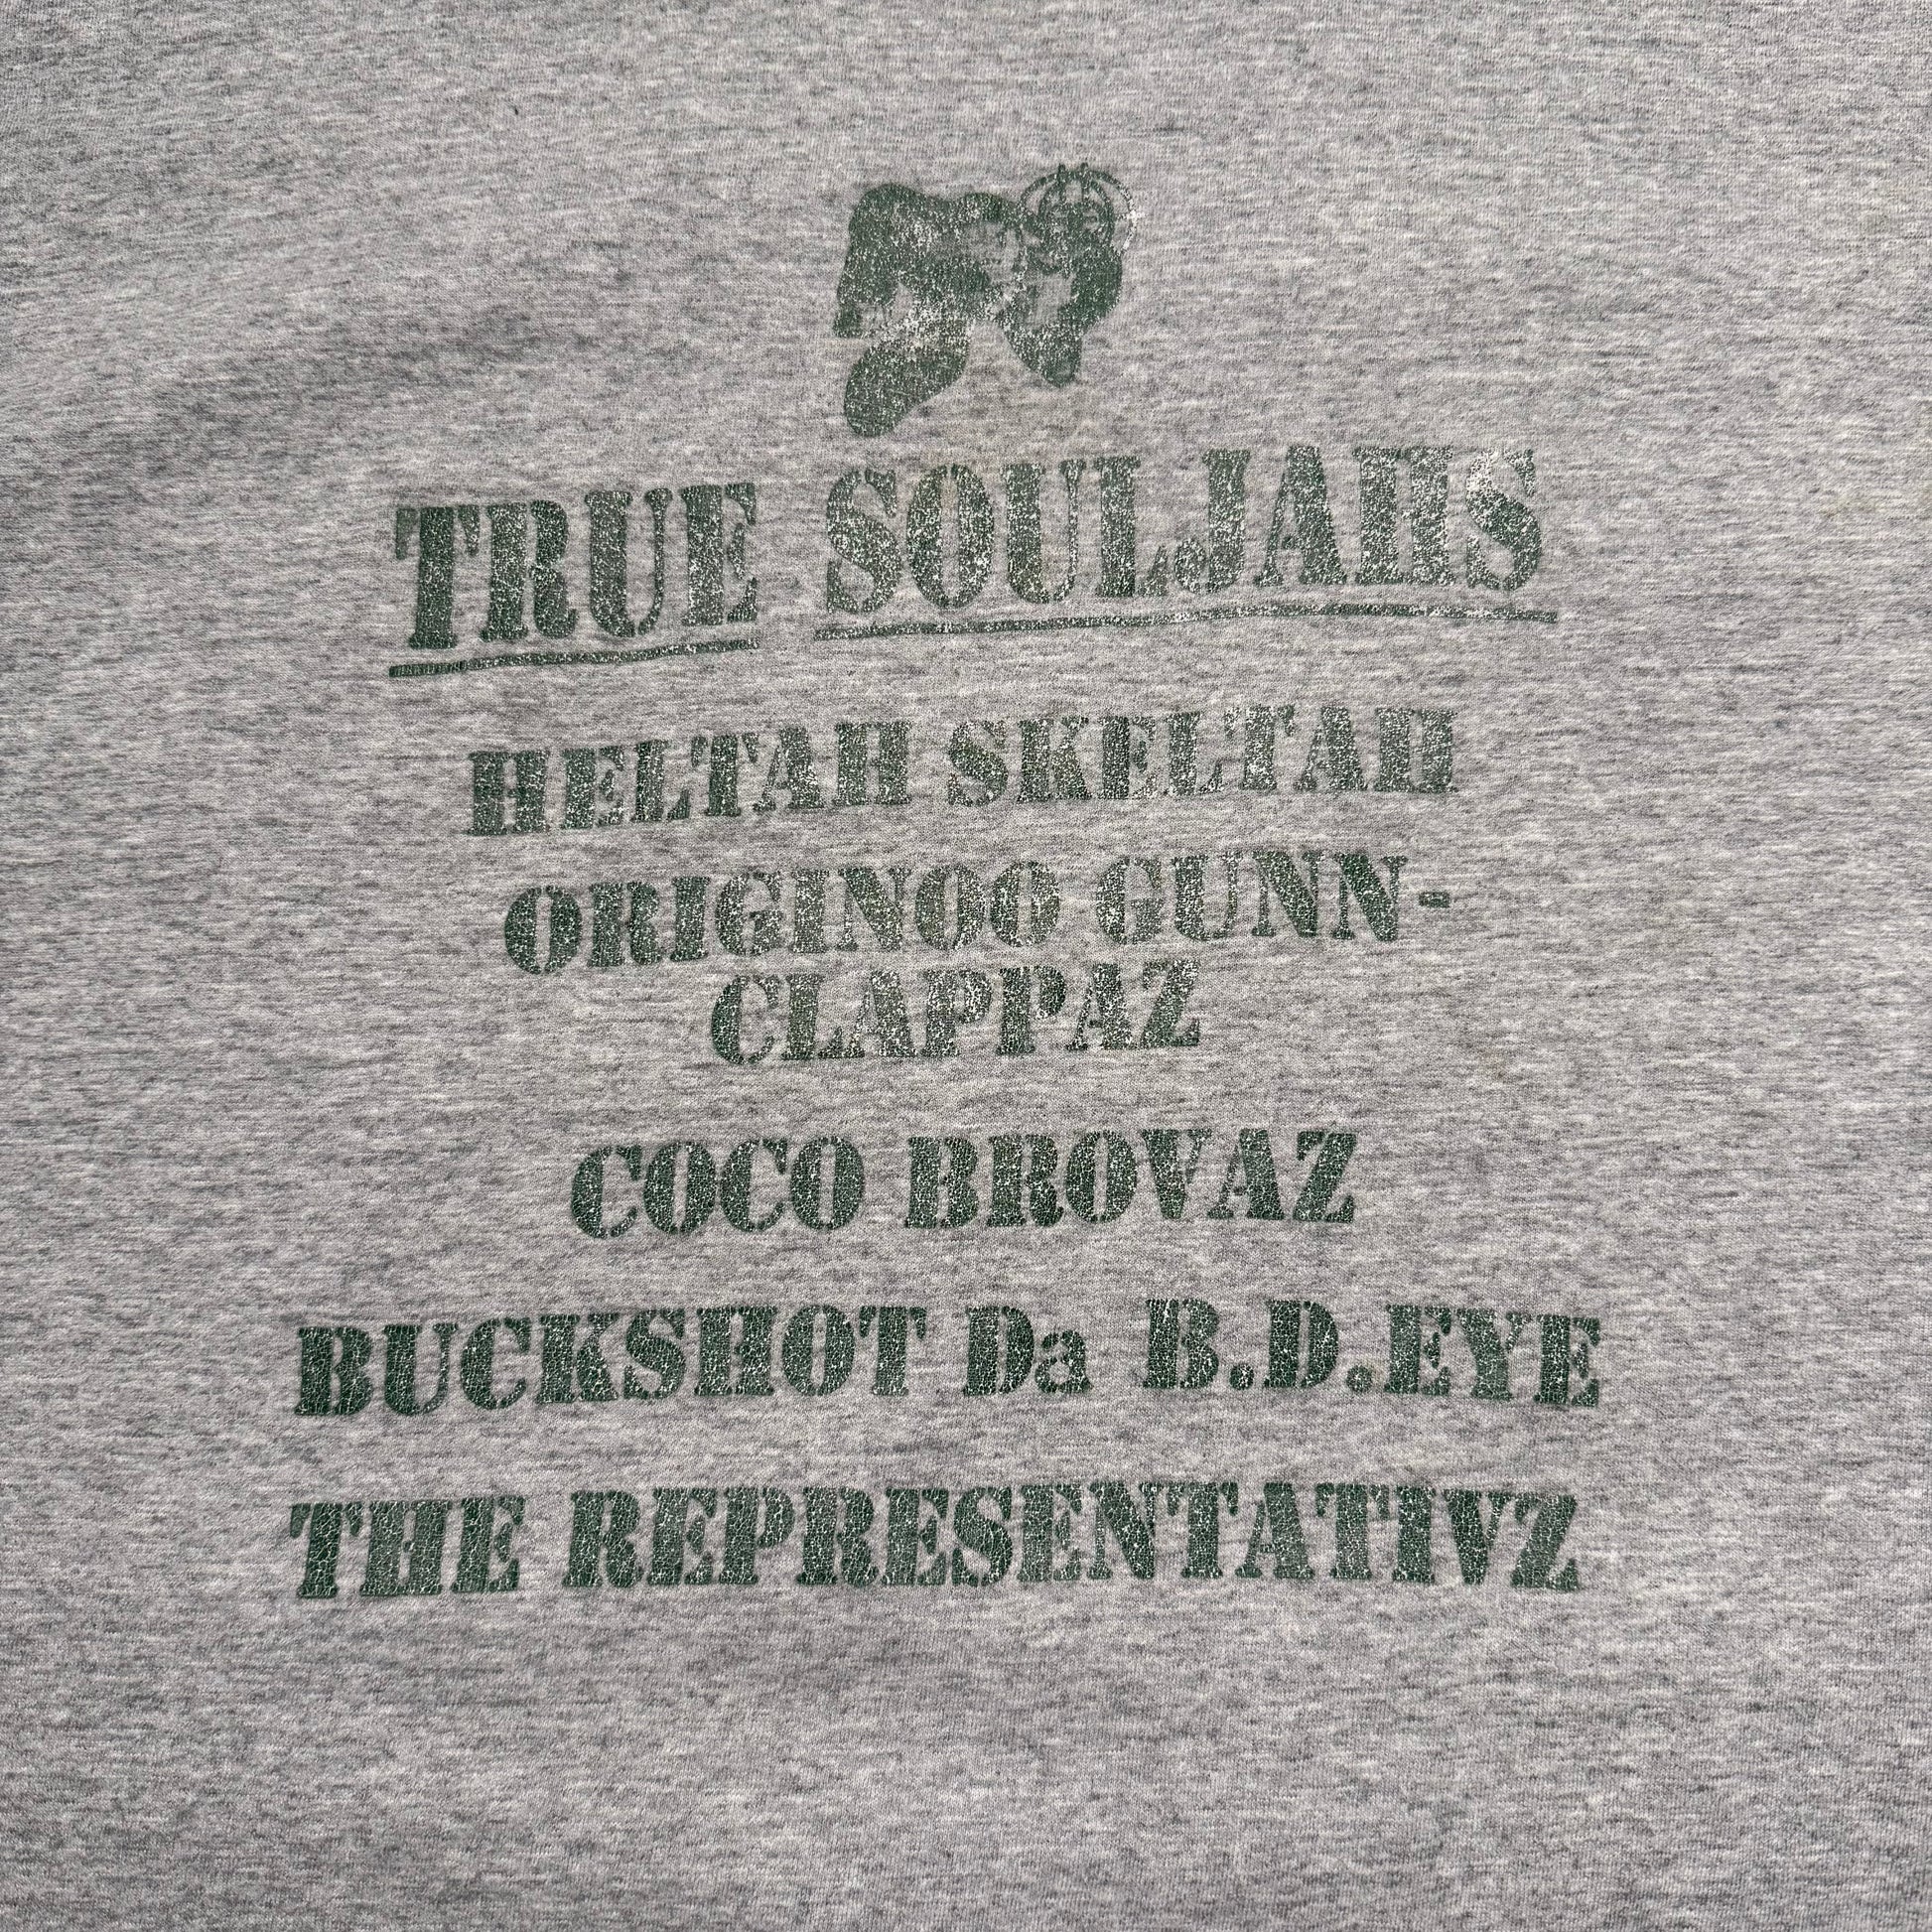 TRUE SOULJAHS
HELTAH SKELTAH
ORIGINOO GUNN-
CLAPPAZ
COCO BROVAZ
BUCKSHOT Da B.D.EYE
THE REPRESENTATIVZ